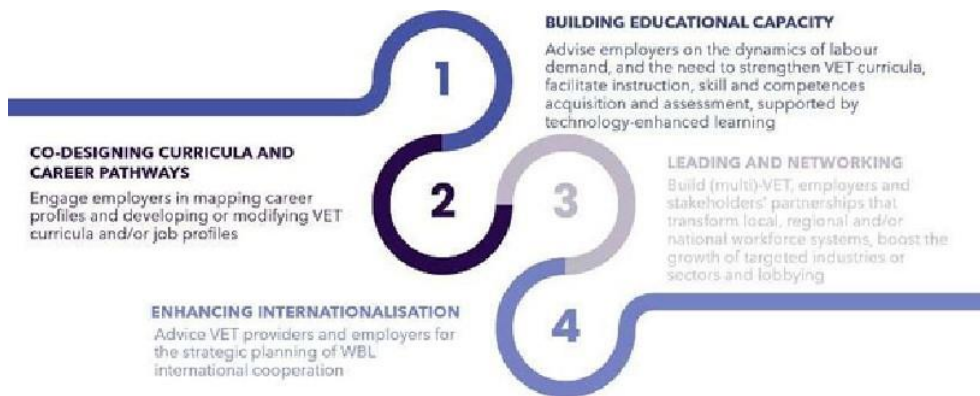 1
BUILDING EDUCATIONAL CAPACITY
Advise employers on the dynamics of labour
demand, and the need to strengthen VET curricula,
facilitate instruction, skill and competences
acquisition and assessment, supported by
technology-enhanced learning
2
CO-DESIGNING CURRICULA AND
CAREER PATHWAYS
Engage employers in mapping career
profiles and developing or modifying VET
curricula and/or job profiles
3
LEADING AND NETWORKING
Build (multi)-VET, employers and
stakeholders' partnerships that
transform local, regional and/or
national workforce systems, boost the
growth of targeted industries or
sectors and lobbying
4
ENHANCING INTERNATIONALISATION
Advice VET providers and employers for
the strategic planning of WBL
international cooperation